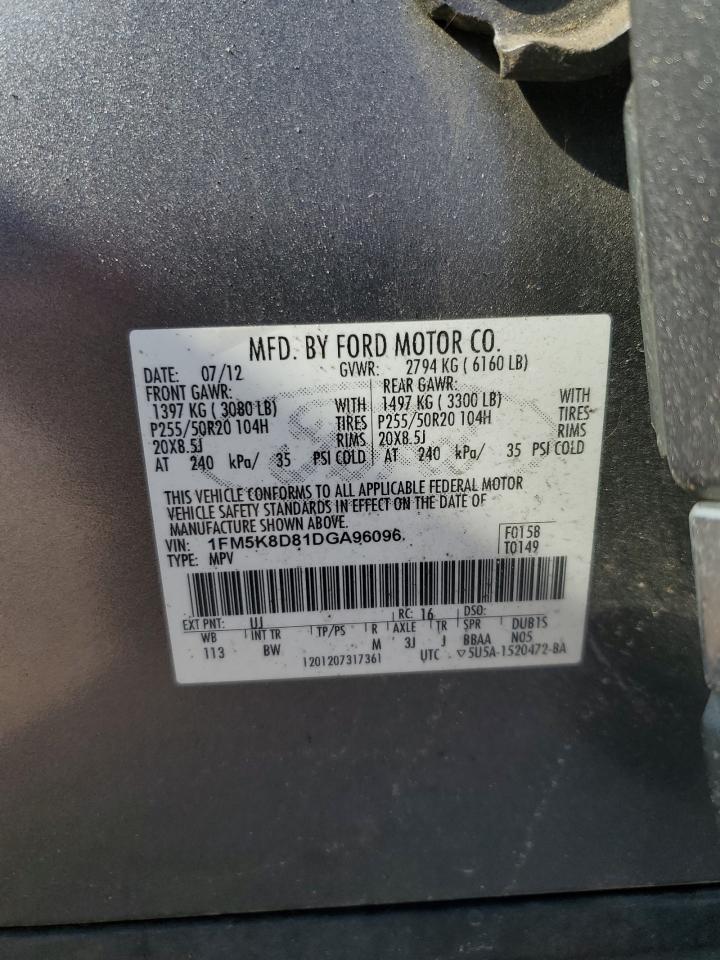 MFD. BY FORD MOTOR CO.
DATE: 07/12 GVWR: 2794 KG ( 6160 LB)
FRONT GAWR: REAR GAWR:
1397 KG ( 3080 LB) WITH 1497 KG ( 3300 LB) WITH
P255/50R20 104H TIRES P255/50R20 104H TIRES
20X8.5J RIMS 20X8.5J RIMS
AT 240 kPa/ 35 PSI COLD AT 240 kPa/ 35 PSI COLD
THIS VEHICLE CONFORMS TO ALL APPLICABLE FEDERAL MOTOR
VEHICLE SAFETY STANDARDS IN EFFECT ON THE DATE OF
MANUFACTURE SHOWN ABOVE.
VIN: 1FM5K8D81DGA96096. F0158
TYPE: MPV T0149
EXT PNT: UJ RC: 16 DSO:
WB INT TR TP/PS R AXLE TR SPR DUB1S
113 BW M 3J J BBAA N05
1201207317361 UTC ▽5U5A-1520472-BA